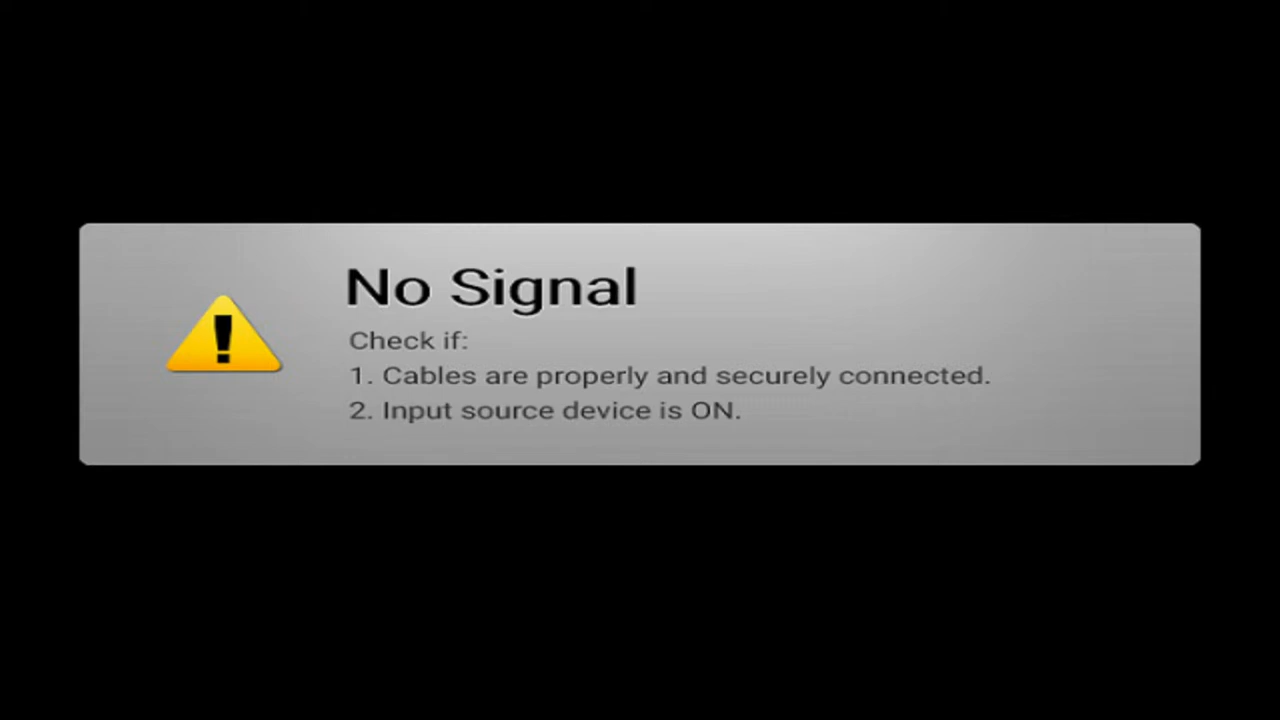 No Signal
Check if:
1. Cables are properly and securely connected.
2. Input source device is ON.